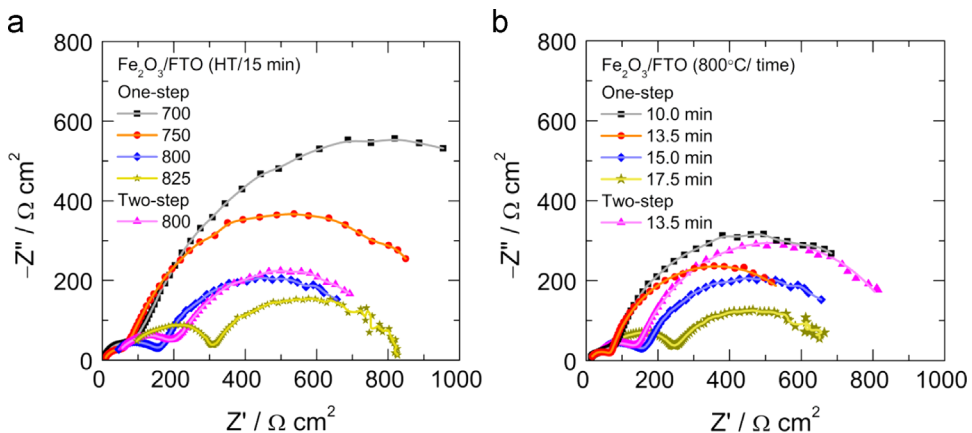 a
800
600
400
200
0
-Z" / Ω cm²
Fe₂O₃/FTO (HT/15 min)
One-step
700
750
800
825
Two-step
800
0 200 400 600 800 1000
Z' / Ω cm²
b
800
600
400
200
0
-Z" / Ω cm²
Fe₂O₃/FTO (800°C/ time)
One-step
10.0 min
13.5 min
15.0 min
17.5 min
Two-step
13.5 min
0 200 400 600 800 1000
Z' / Ω cm²